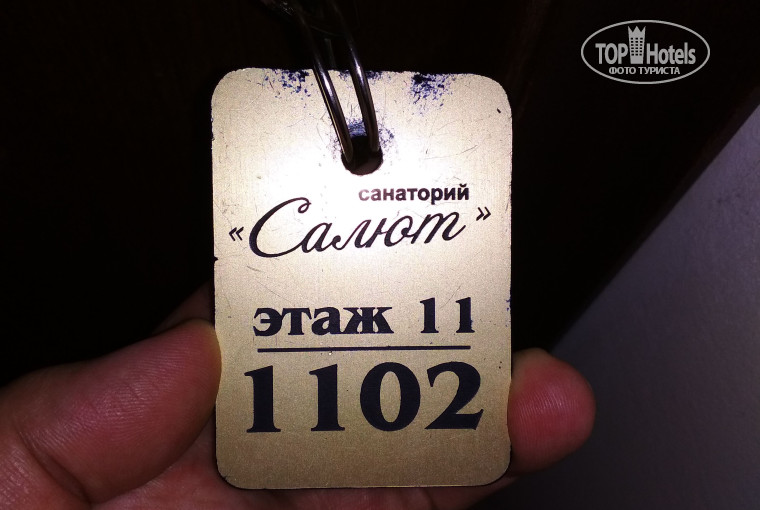 TOP Hotels
ФОТО ТУРИСТА
санаторий
«Салют»
этаж 11
1102